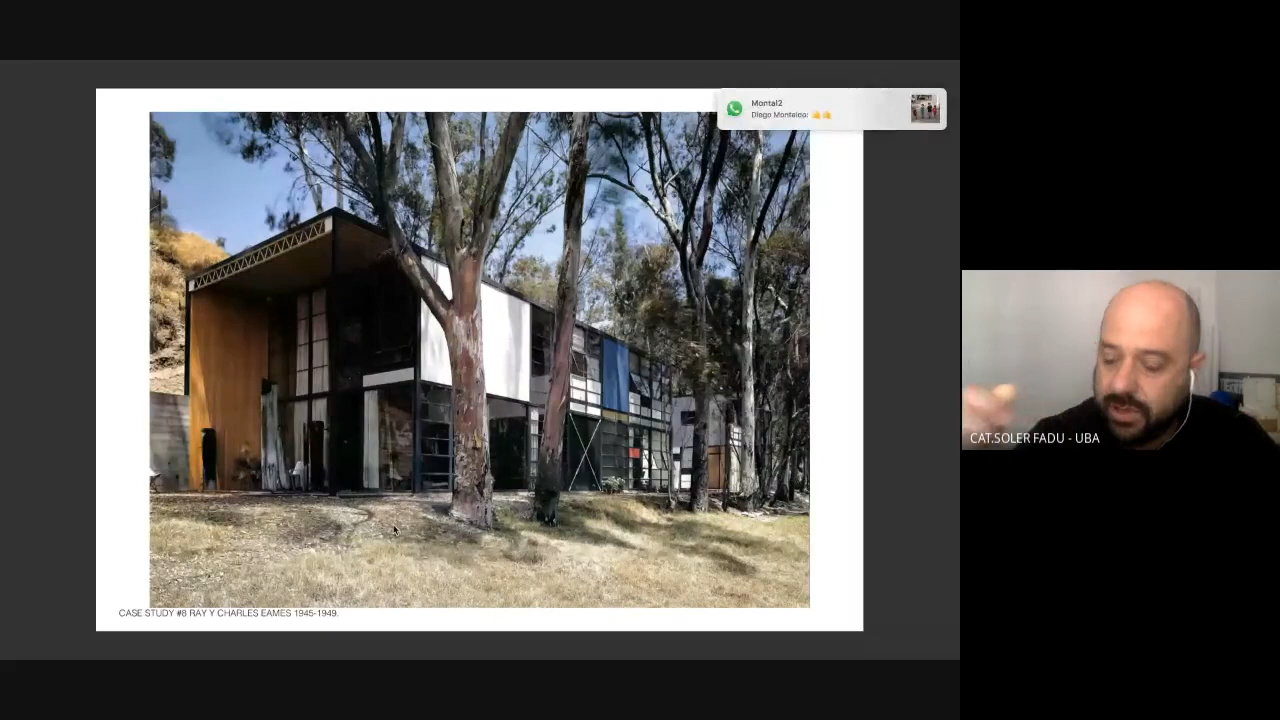 Montal2
Diego Montaldo:
CAT.SOLER FADU - UBA
CASE STUDY #8 RAY Y CHARLES EAMES 1945-1949.